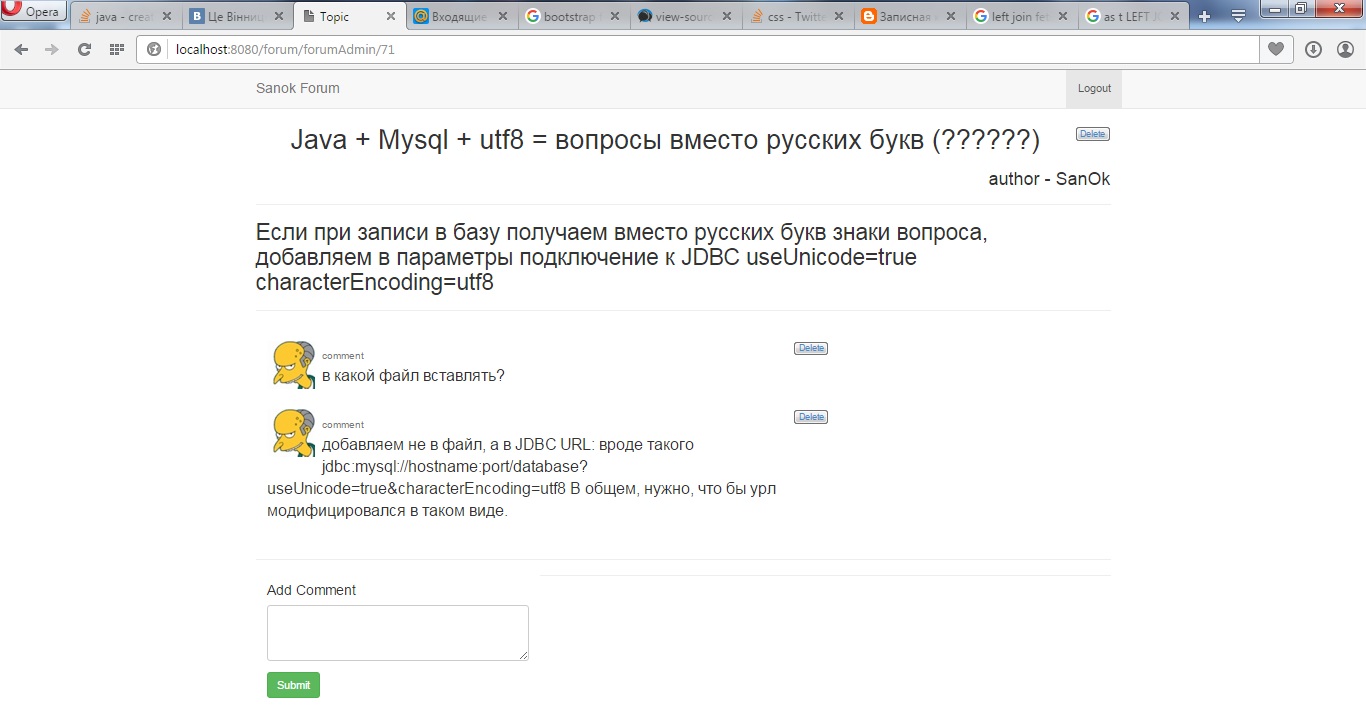 Opera
java - creat
Це Вінниц
Topic
Входящие
bootstrap
view-sourc
css - Twitte
Записная
left join fet
as t LEFT JO
localhost:8080/forum/forumAdmin/71
Sanok Forum
Logout
Java + Mysql + utf8 = вопросы вместо русских букв (??????)
Delete
author - SanOk
Если при записи в базу получаем вместо русских букв знаки вопроса,
добавляем в параметры подключение к JDBC useUnicode=true
characterEncoding=utf8
comment
Delete
в какой файл вставлять?
comment
Delete
добавляем не в файл, а в JDBC URL: вроде такого
jdbc:mysql://hostname:port/database?
useUnicode=true&characterEncoding=utf8 В общем, нужно, что бы урл
модифицировался в таком виде.
Add Comment
Submit